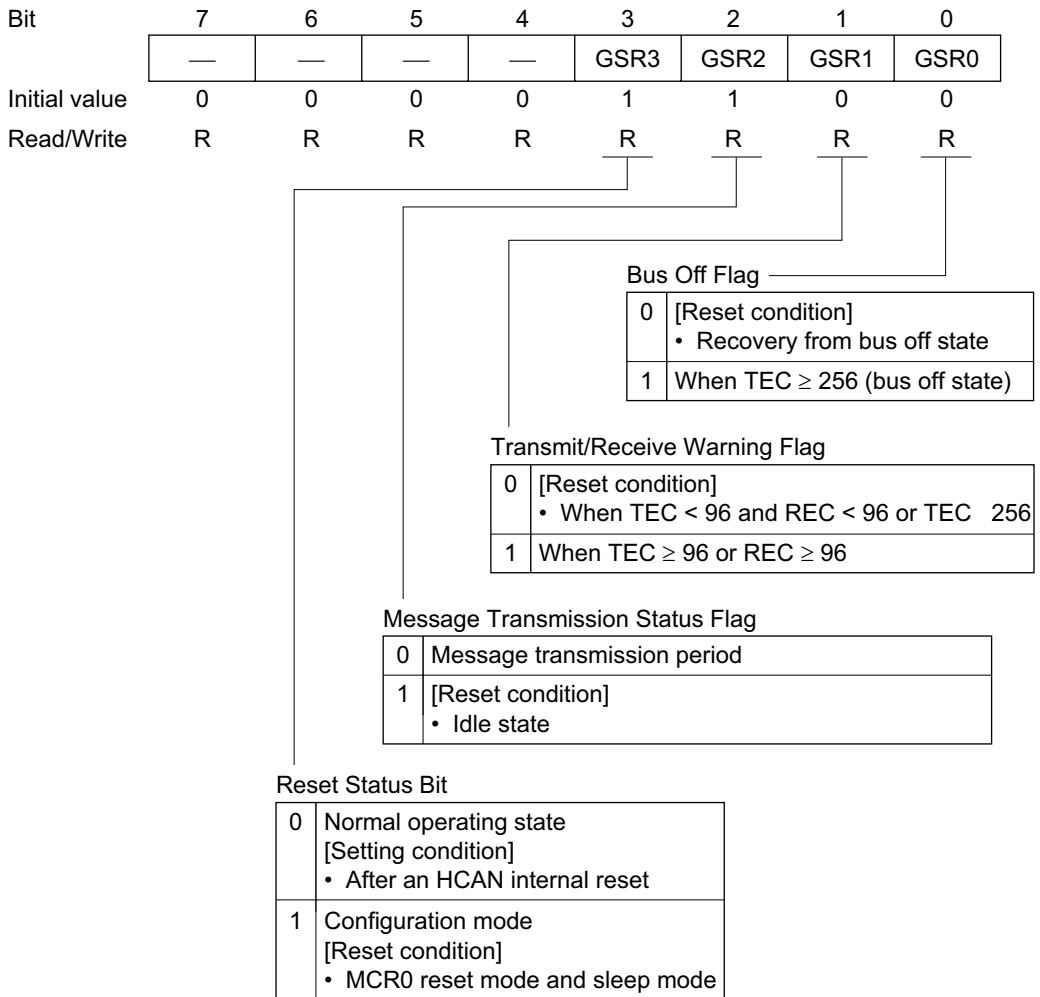 Bit 7 6 5 4 3 2 1 0
— — — — GSR3 GSR2 GSR1 GSR0
Initial value 0 0 0 0 1 1 0 0
Read/Write R R R R R R R R
Bus Off Flag
0 [Reset condition]
• Recovery from bus off state
1 When TEC ≥ 256 (bus off state)
Transmit/Receive Warning Flag
0 [Reset condition]
• When TEC < 96 and REC < 96 or TEC 256
1 When TEC ≥ 96 or REC ≥ 96
Message Transmission Status Flag
0 Message transmission period
1 [Reset condition]
• Idle state
Reset Status Bit
0 Normal operating state
[Setting condition]
• After an HCAN internal reset
1 Configuration mode
[Reset condition]
• MCR0 reset mode and sleep mode